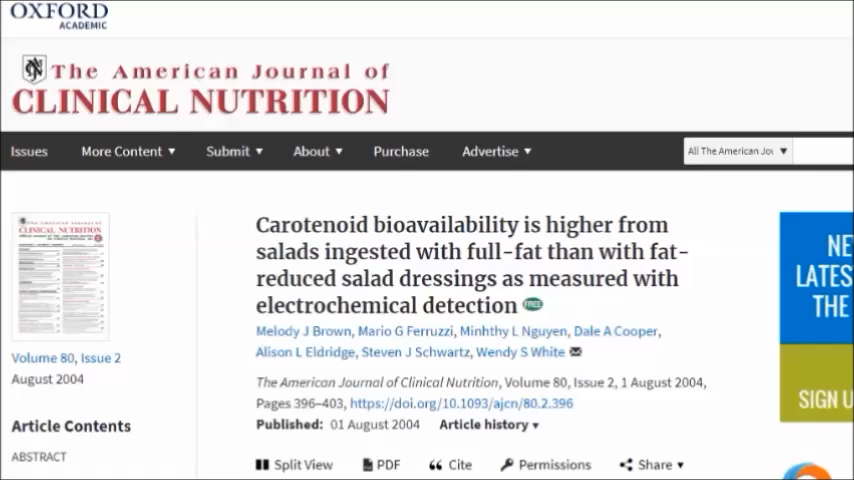 OXFORD
ACADEMIC
The American Journal of
CLINICAL NUTRITION
Issues
More Content
Submit
About
Purchase
Advertise
All The American Jou
CLINICAL NUTRITION
Carotenoid bioavailability is higher from
salads ingested with full-fat than with fat-
reduced salad dressings as measured with
electrochemical detection FREE
Melody J Brown, Mario G Ferruzzi, Minhthy L Nguyen, Dale A Cooper,
Alison L Eldridge, Steven J Schwartz, Wendy S White
The American Journal of Clinical Nutrition, Volume 80, Issue 2, 1 August 2004,
Pages 396–403, https://doi.org/10.1093/ajcn/80.2.396
Published: 01 August 2004 Article history
Split View
PDF
Cite
Permissions
Share
Volume 80, Issue 2
August 2004
Article Contents
ABSTRACT
NE
LATES
THE
SIGN U